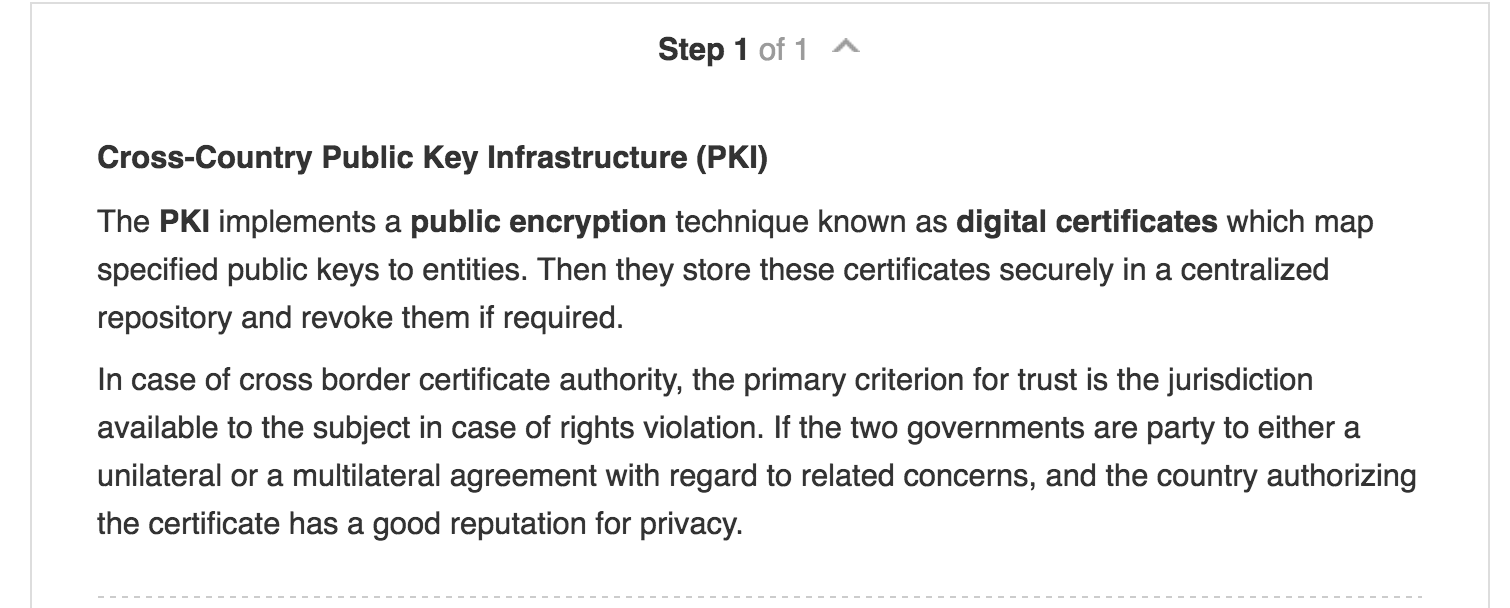 Step 1 of 1
Cross-Country Public Key Infrastructure (PKI)
The PKI implements a public encryption technique known as digital certificates which map
specified public keys to entities. Then they store these certificates securely in a centralized
repository and revoke them if required.
In case of cross border certificate authority, the primary criterion for trust is the jurisdiction
available to the subject in case of rights violation. If the two governments are party to either a
unilateral or a multilateral agreement with regard to related concerns, and the country authorizing
the certificate has a good reputation for privacy.